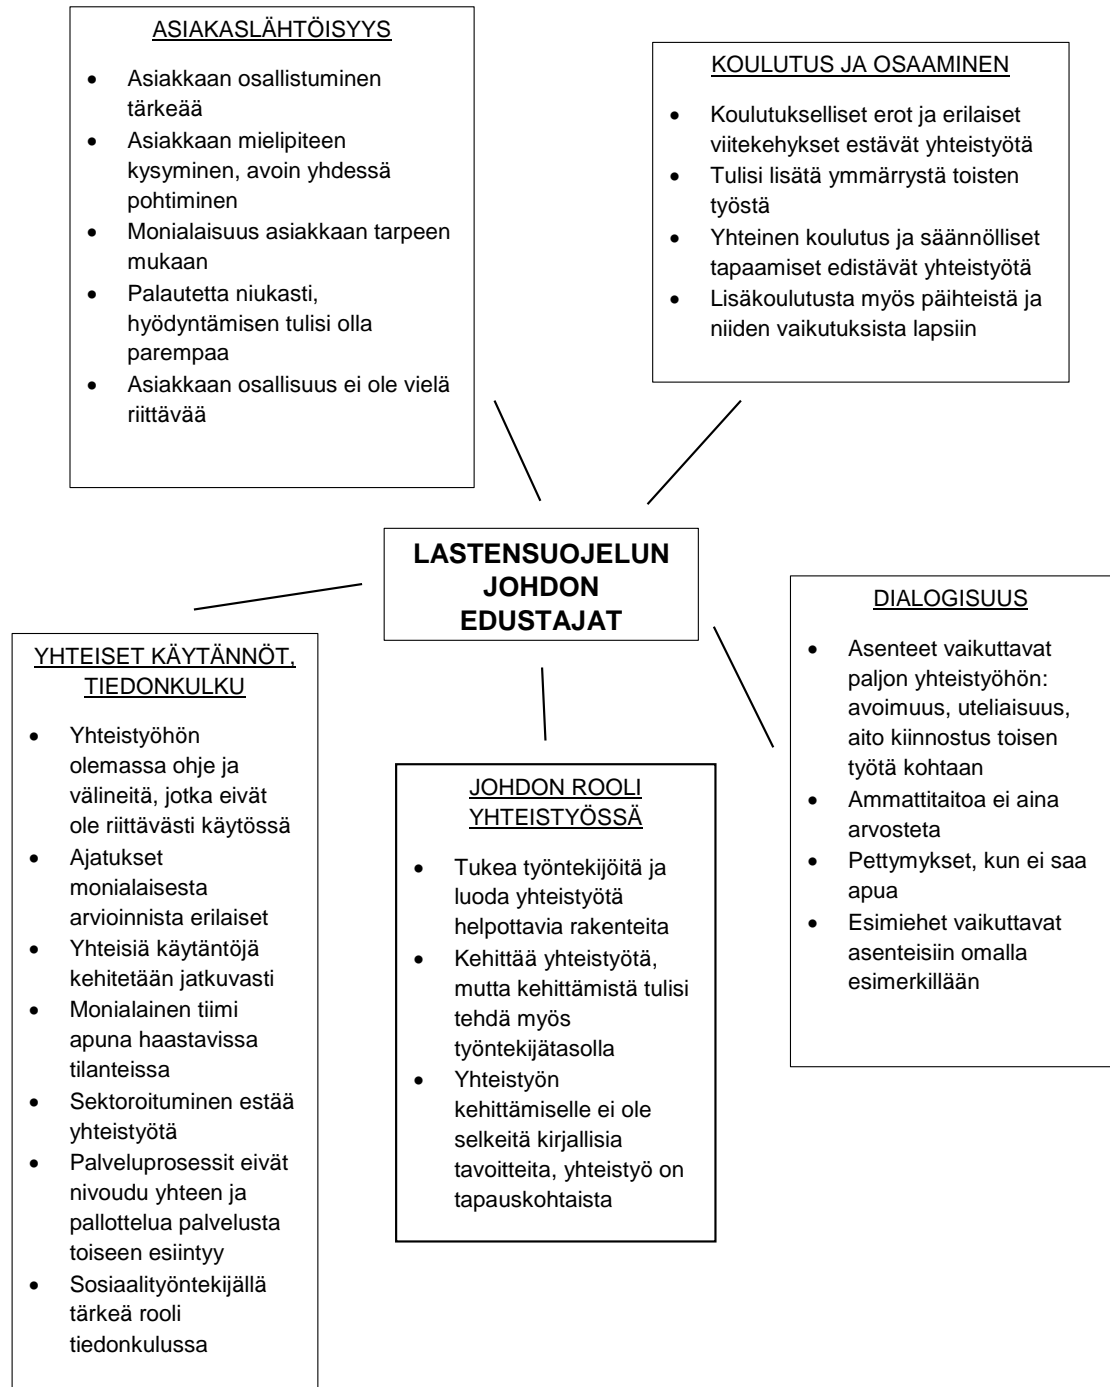 ASIAKASLÄHTÖISYYS
• Asiakkaan osallistuminen
tärkeää
• Asiakkaan mielipiteen
kysyminen, avoin yhdessä
pohtiminen
• Monialaisuus asiakkaan tarpeen
mukaan
• Palautetta niukasti,
hyödyntämisen tulisi olla
parempaa
• Asiakkaan osallisuus ei ole vielä
riittävää
KOULUTUS JA OSAAMINEN
• Koulutukselliset erot ja erilaiset
viitekehykset estävät yhteistyötä
• Tulisi lisätä ymmärrystä toisten
työstä
• Yhteinen koulutus ja säännölliset
tapaamiset edistävät yhteistyötä
• Lisäkoulutusta myös päihteistä ja
niiden vaikutuksista lapsiin
LASTENSUOJELUN
JOHDON
EDUSTAJAT
YHTEISET KÄYTÄNNÖT,
TIEDONKULKU
• Yhteistyöhön
olemassa ohje ja
välineitä, jotka eivät
ole riittävästi käytössä
• Ajatukset
monialaisesta
arvioinnista erilaiset
• Yhteisiä käytäntöjä
kehitetään jatkuvasti
• Monialainen tiimi
apuna haastavissa
tilanteissa
• Sektoroituminen estää
yhteistyötä
• Palveluprosessit eivät
nivoudu yhteen ja
pallottelua palvelusta
toiseen esiintyy
• Sosiaalityöntekijällä
tärkeä rooli
tiedonkulussa
JOHDON ROOLI
YHTEISTYÖSSÄ
• Tukea työntekijöitä ja
luoda yhteistyötä
helpottavia rakenteita
• Kehittää yhteistyötä,
mutta kehittämistä tulisi
tehdä myös
työntekijätasolla
• Yhteistyön
kehittämiselle ei ole
selkeitä kirjallisia
tavoitteita, yhteistyö on
tapauskohtaista
DIALOGISUUS
• Asenteet vaikuttavat
paljon yhteistyöhön:
avoimuus, uteliaisuus,
aito kiinnostus toisen
työtä kohtaan
• Ammattitaitoa ei aina
arvosteta
• Pettymykset, kun ei saa
apua
• Esimiehet vaikuttavat
asenteisiin omalla
esimerkillään